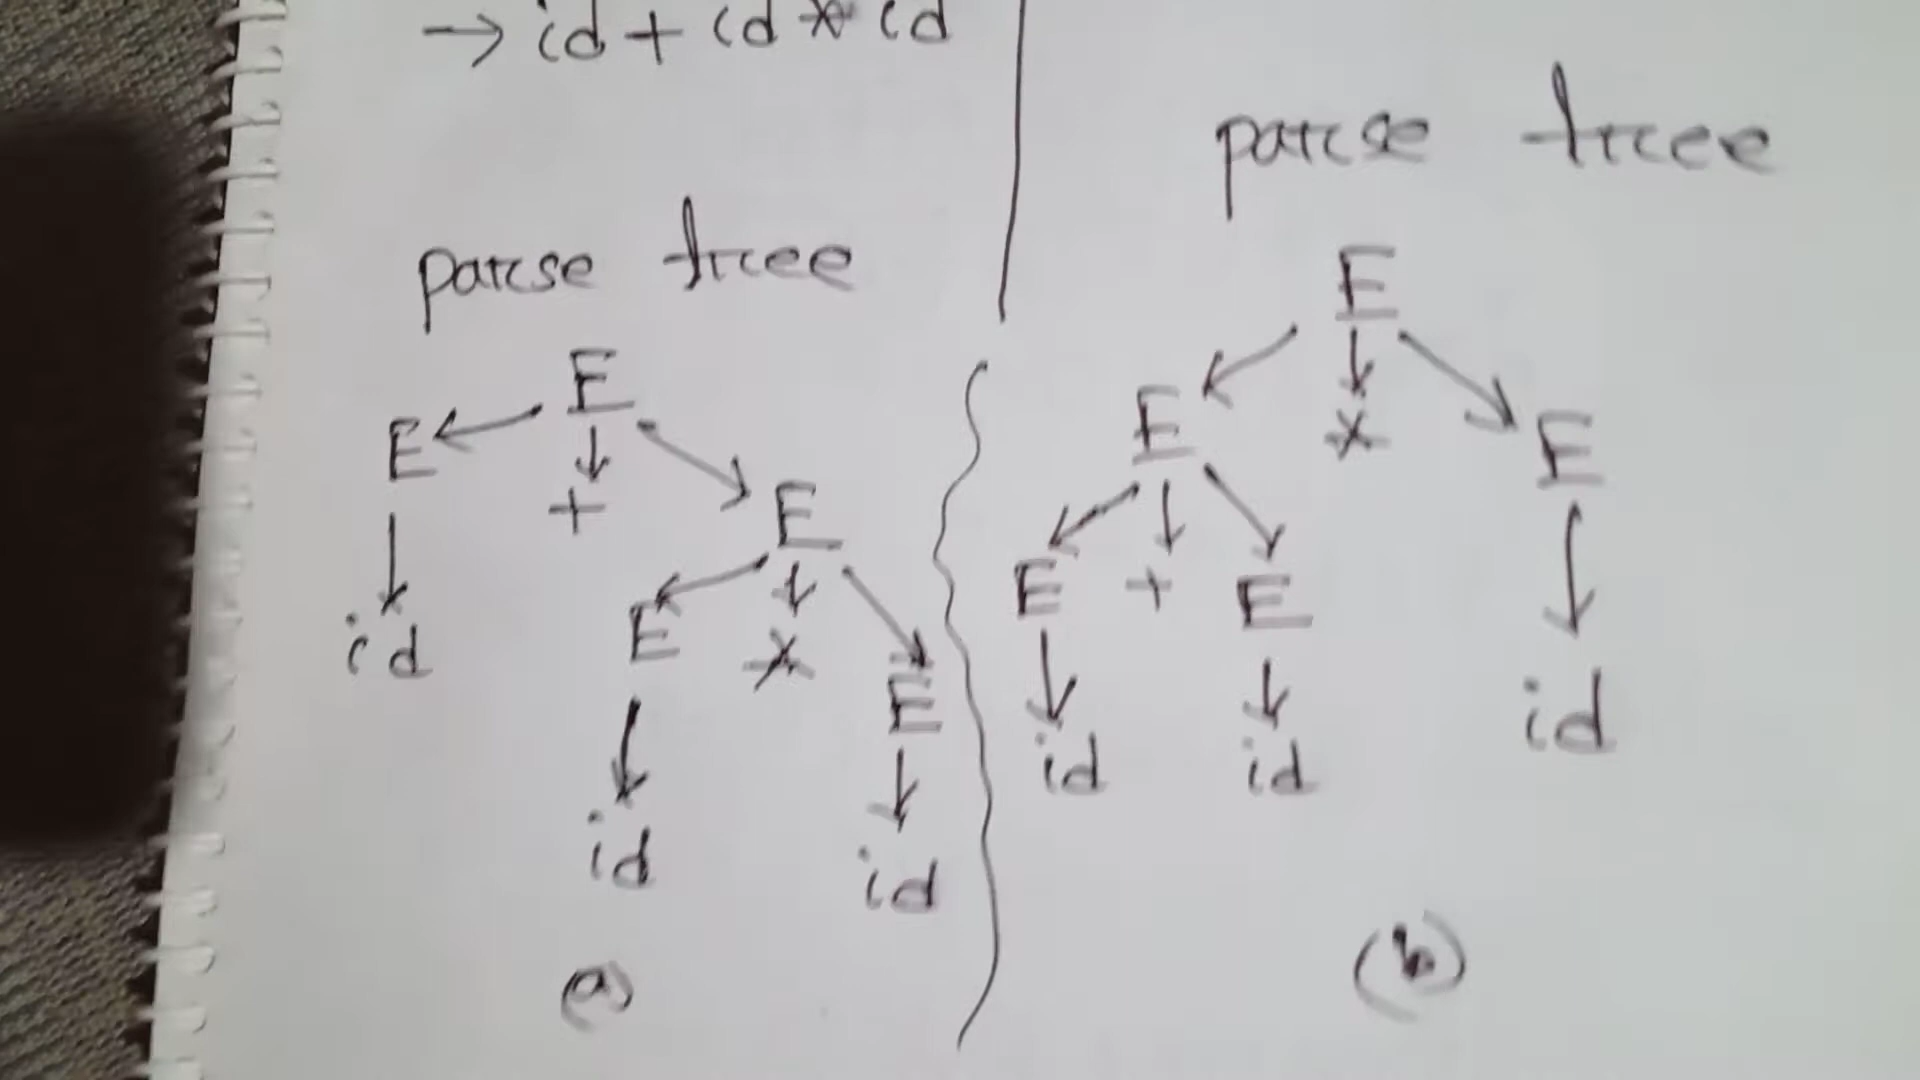 → id + id * id
parse tree
E
E
+
E
id
E
*
E
id
id
(a)
parse tree
E
E
*
E
E
+
E
id
id
id
(b)